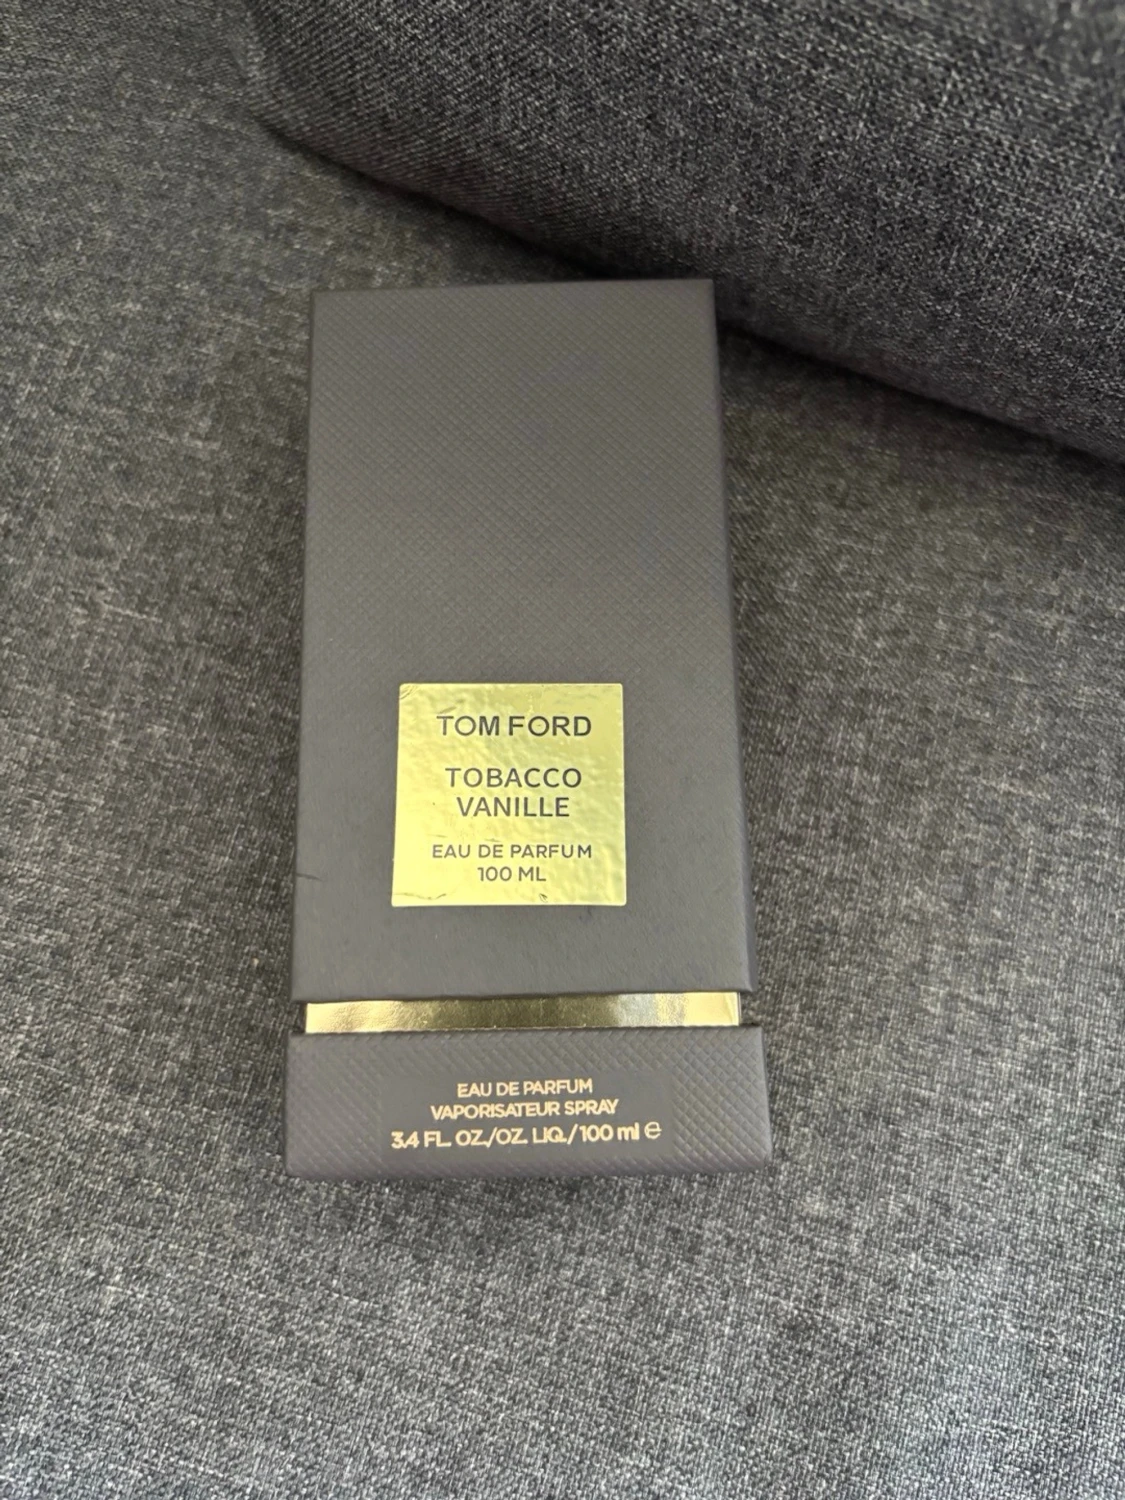 TOM FORD
TOBACCO
VANILLE
EAU DE PARFUM
100 ML
EAU DE PARFUM
VAPORISATEUR SPRAY
3.4 FL. OZ./OZ. LIQ./100 ml ℮